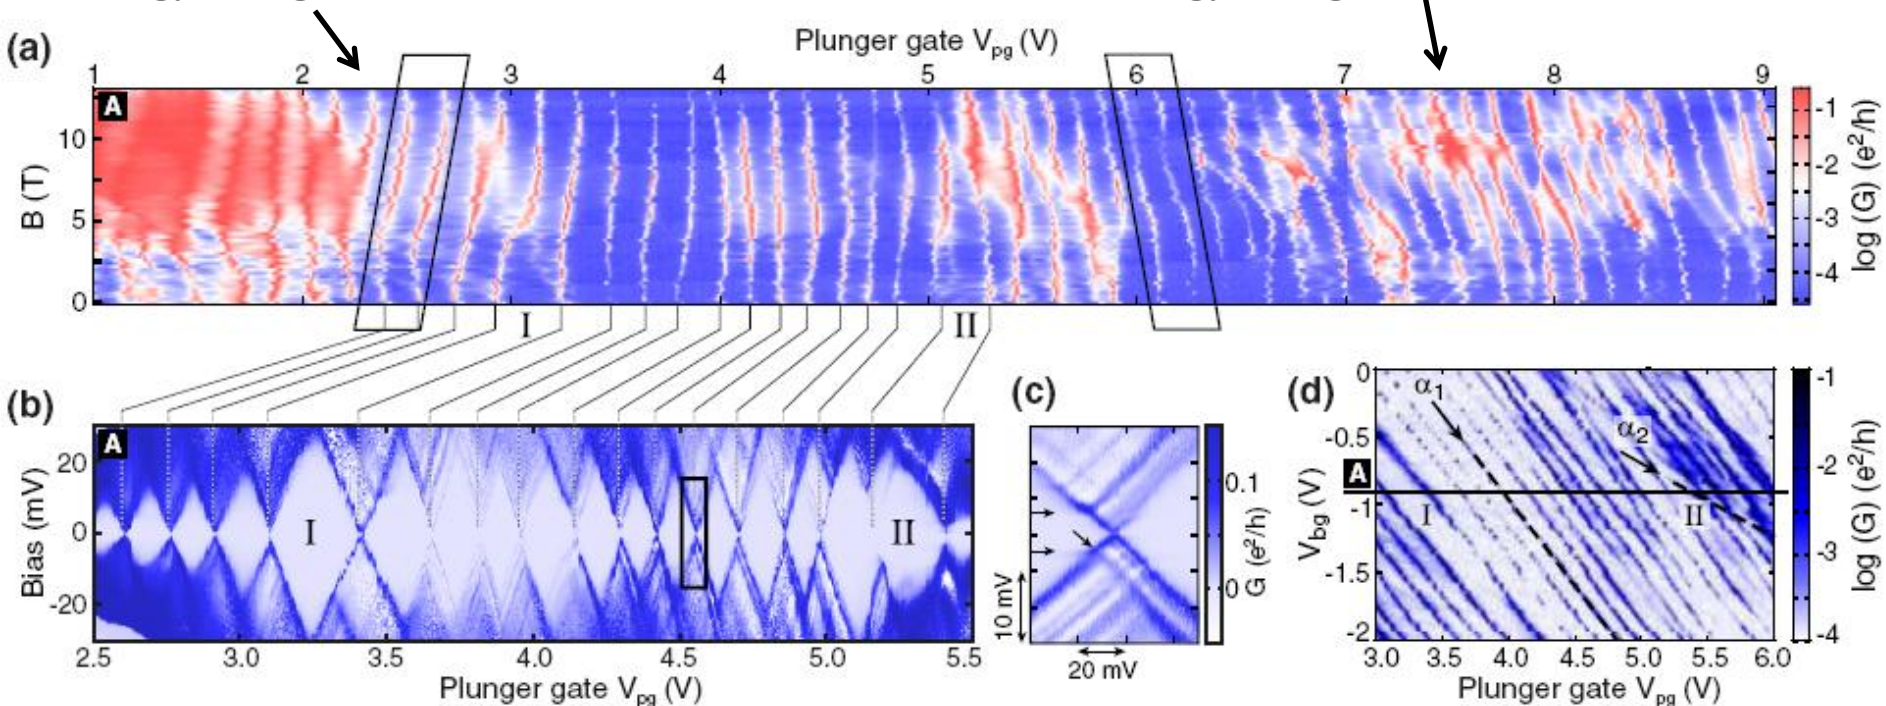 (a)
Plunger gate Vpg (V)
1 2 3 4 5 6 7 8 9
A
B (T)
10
5
0
-1
-2
-3
-4
log (G) (e²/h)
I
II
(b)
A
Bias (mV)
20
0
-20
I
II
2.5 3.0 3.5 4.0 4.5 5.0 5.5
Plunger gate Vpg (V)
(c)
10 mV
20 mV
0.1
0
G (e²/h)
(d)
α1
α2
A
I
II
Vbg (V)
0
-0.5
-1
-1.5
-2
3.0 3.5 4.0 4.5 5.0 5.5 6.0
Plunger gate Vpg (V)
-1
-2
-3
-4
log (G) (e²/h)